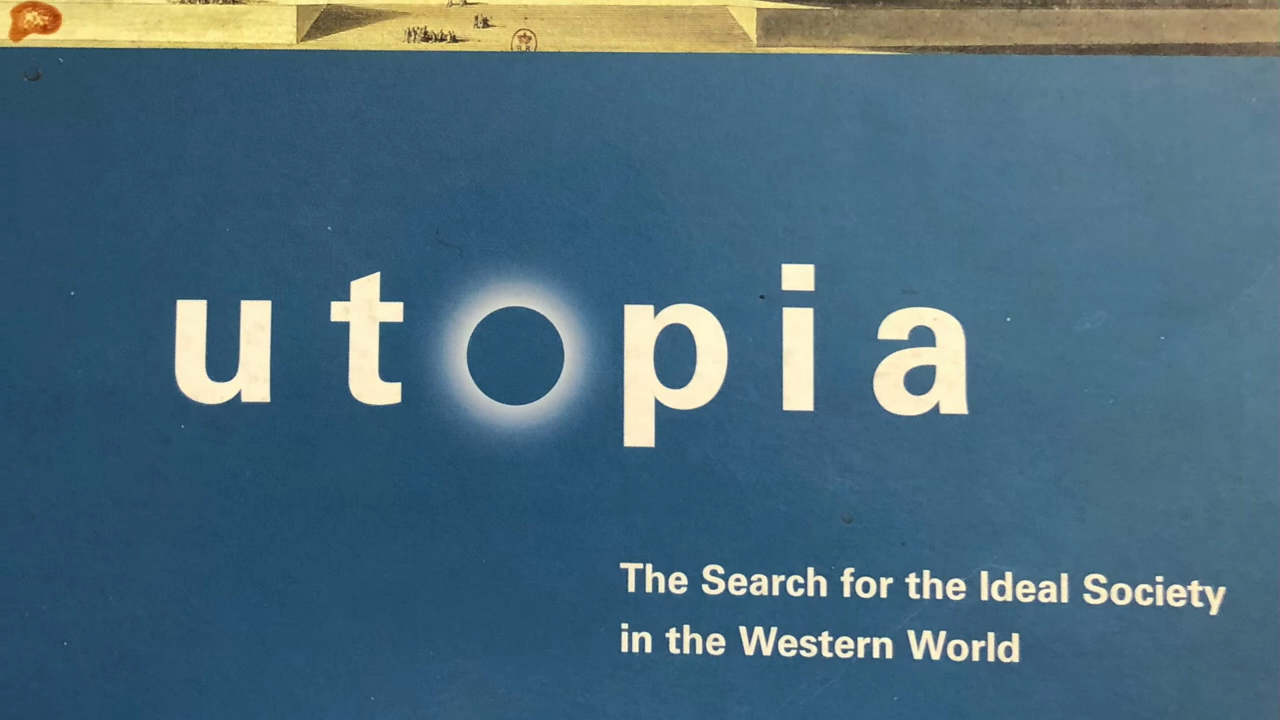 utopia
The Search for the Ideal Society
in the Western World